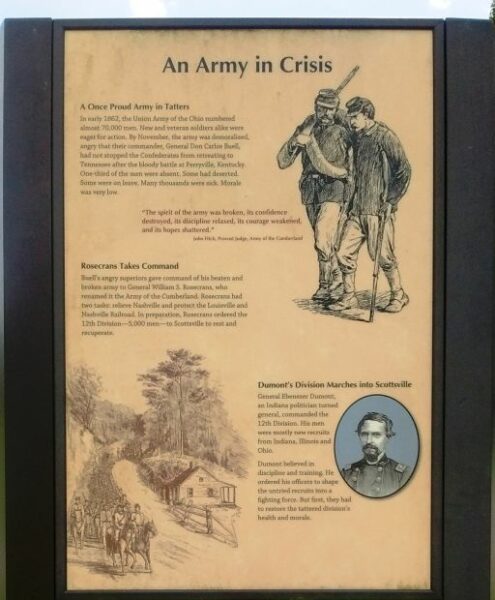 An Army in Crisis
A Once Proud Army in Tatters
In early 1862, the Union Army of the Ohio numbered
almost 70,000 men. New and veteran soldiers alike were
eager for action. By November, the army was demoralized,
angry that their commander, General Don Carlos Buell,
had not stopped the Confederates from retreating to
Tennessee after the bloody battle at Perryville, Kentucky.
One-third of the men were absent. Some had deserted.
Some were on leave. Many thousands were sick. Morale
was very low.
"The spirit of the army was broken, its confidence
destroyed, its discipline relaxed, its courage weakened,
and its hopes shattered."
John Fitch, Provost Judge, Army of the Cumberland
Rosecrans Takes Command
Buell's angry superiors gave command of his beaten and
broken army to General William S. Rosecrans, who
renamed it the Army of the Cumberland. Rosecrans had
two tasks: relieve Nashville and protect the Louisville and
Nashville Railroad. In preparation, Rosecrans ordered the
12th Division—5,000 men—to Scottsville to rest and
recuperate.
Dumont's Division Marches into Scottsville
General Ebenezer Dumont,
an Indiana politician turned
general, commanded the
12th Division. His men
were mostly new recruits
from Indiana, Illinois and
Ohio.
Dumont believed in
discipline and training. He
ordered his officers to shape
the untried recruits into a
fighting force. But first, they had
to restore the tattered division's
health and morale.